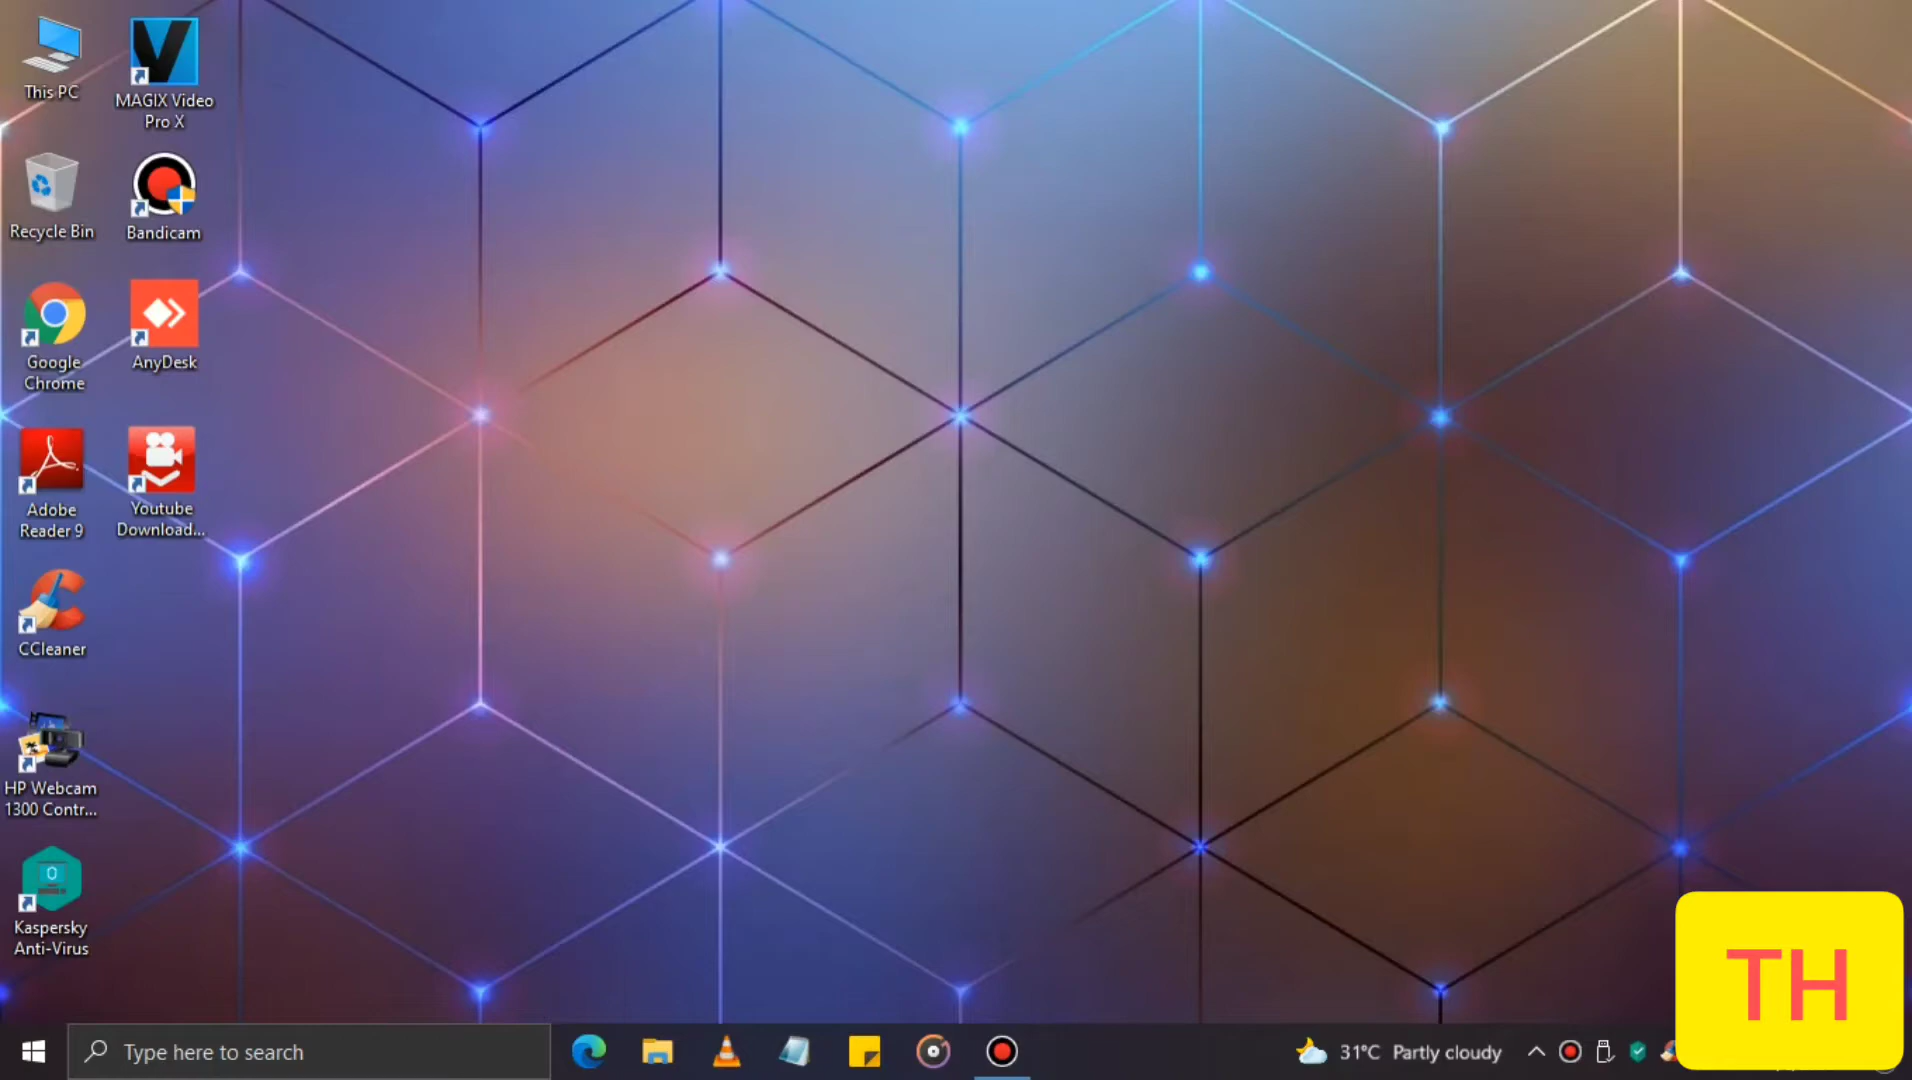 This PC
MAGIX Video
Pro X
Recycle Bin
Bandicam
Google
Chrome
AnyDesk
Adobe
Reader 9
Youtube
Download...
CCleaner
HP Webcam
1300 Contr...
Kaspersky
Anti-Virus
TH
Type here to search
31°C Partly cloudy